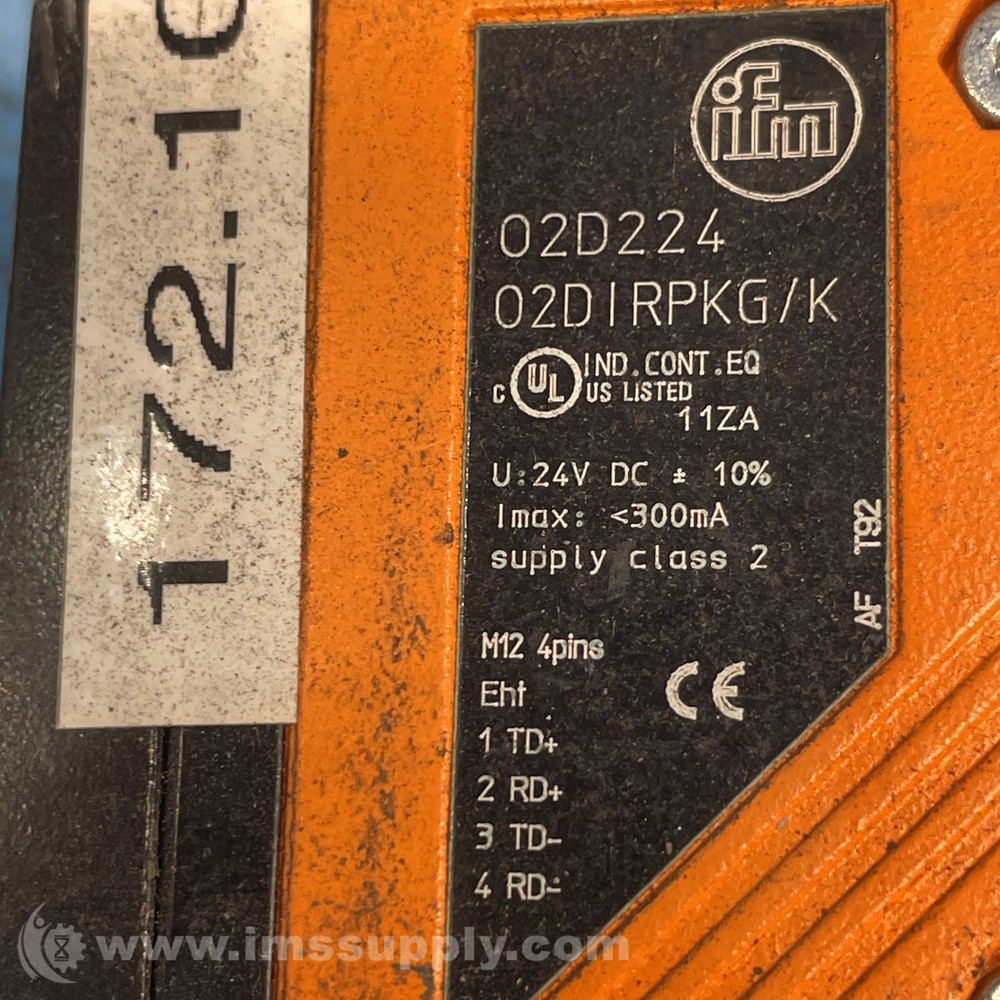 172.16
ifm
O2D224
O2DIRPKG/K
c UL IND.CONT.EQ
US LISTED
11ZA
U:24V DC ± 10%
Imax: <300mA
supply class 2
AF T92
M12 4pins
Eht
CE
1 TD+
2 RD+
3 TD-
4 RD-
www.imssupply.com